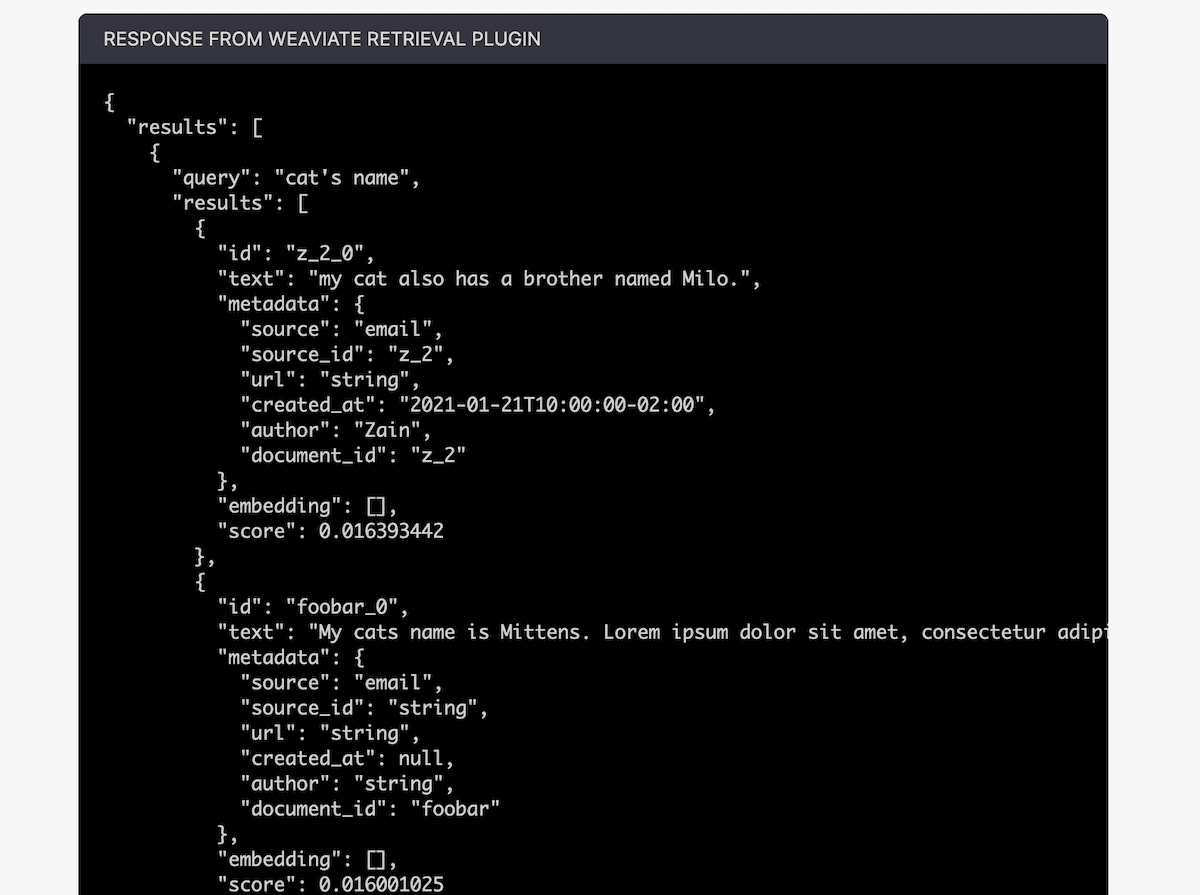 RESPONSE FROM WEAVIATE RETRIEVAL PLUGIN
{
  "results": [
    {
      "query": "cat's name",
      "results": [
        {
          "id": "z_2_0",
          "text": "my cat also has a brother named Milo.",
          "metadata": {
            "source": "email",
            "source_id": "z_2",
            "url": "string",
            "created_at": "2021-01-21T10:00:00-02:00",
            "author": "Zain",
            "document_id": "z_2"
          },
          "embedding": [],
          "score": 0.016393442
        },
        {
          "id": "foobar_0",
          "text": "My cats name is Mittens. Lorem ipsum dolor sit amet, consectetur adipi
          "metadata": {
            "source": "email",
            "source_id": "string",
            "url": "string",
            "created_at": null,
            "author": "string",
            "document_id": "foobar"
          },
          "embedding": [],
          "score": 0.016001025